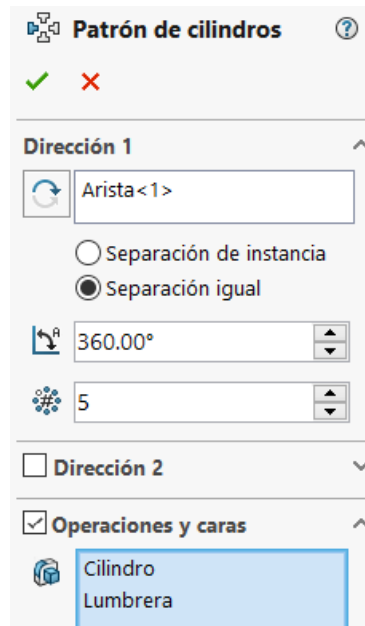 Patrón de cilindros
Dirección 1
Arista<1>
Separación de instancia
Separación igual
360.00°
5
Dirección 2
Operaciones y caras
Cilindro
Lumbrera